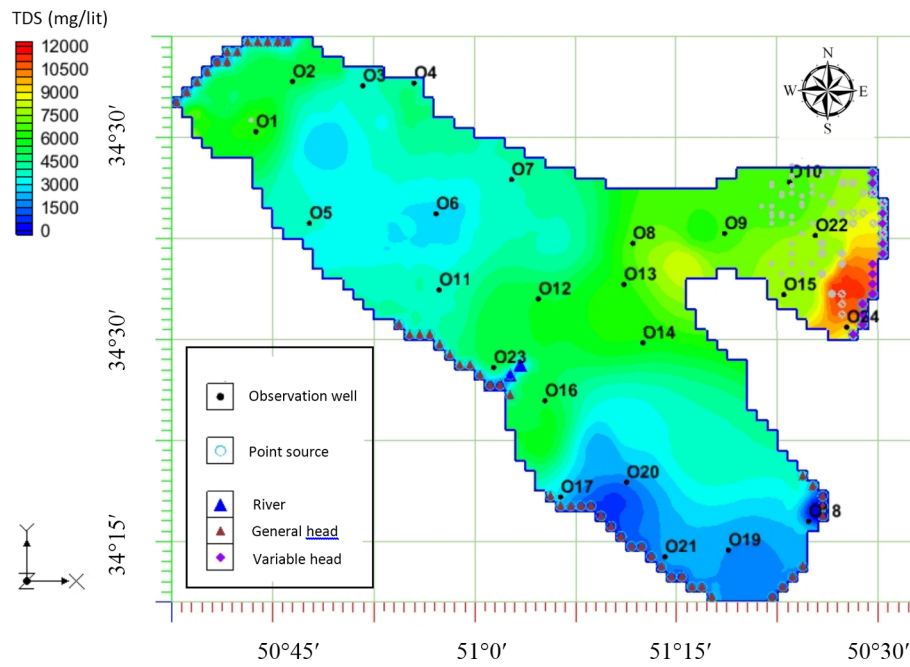 TDS (mg/lit)
12000
10500
9000
7500
6000
4500
3000
1500
0
N
W E
S
O2
O3
O4
O1
O7
O10
O5
O6
O8
O9
O22
O11
O12
O13
O15
O14
O24
O23
O16
O17
O20
O18
O21
O19
34°30′
34°30′
34°15′
Observation well
Point source
River
General head
Variable head
Y
Z X
50°45′
51°0′
51°15′
50°30′